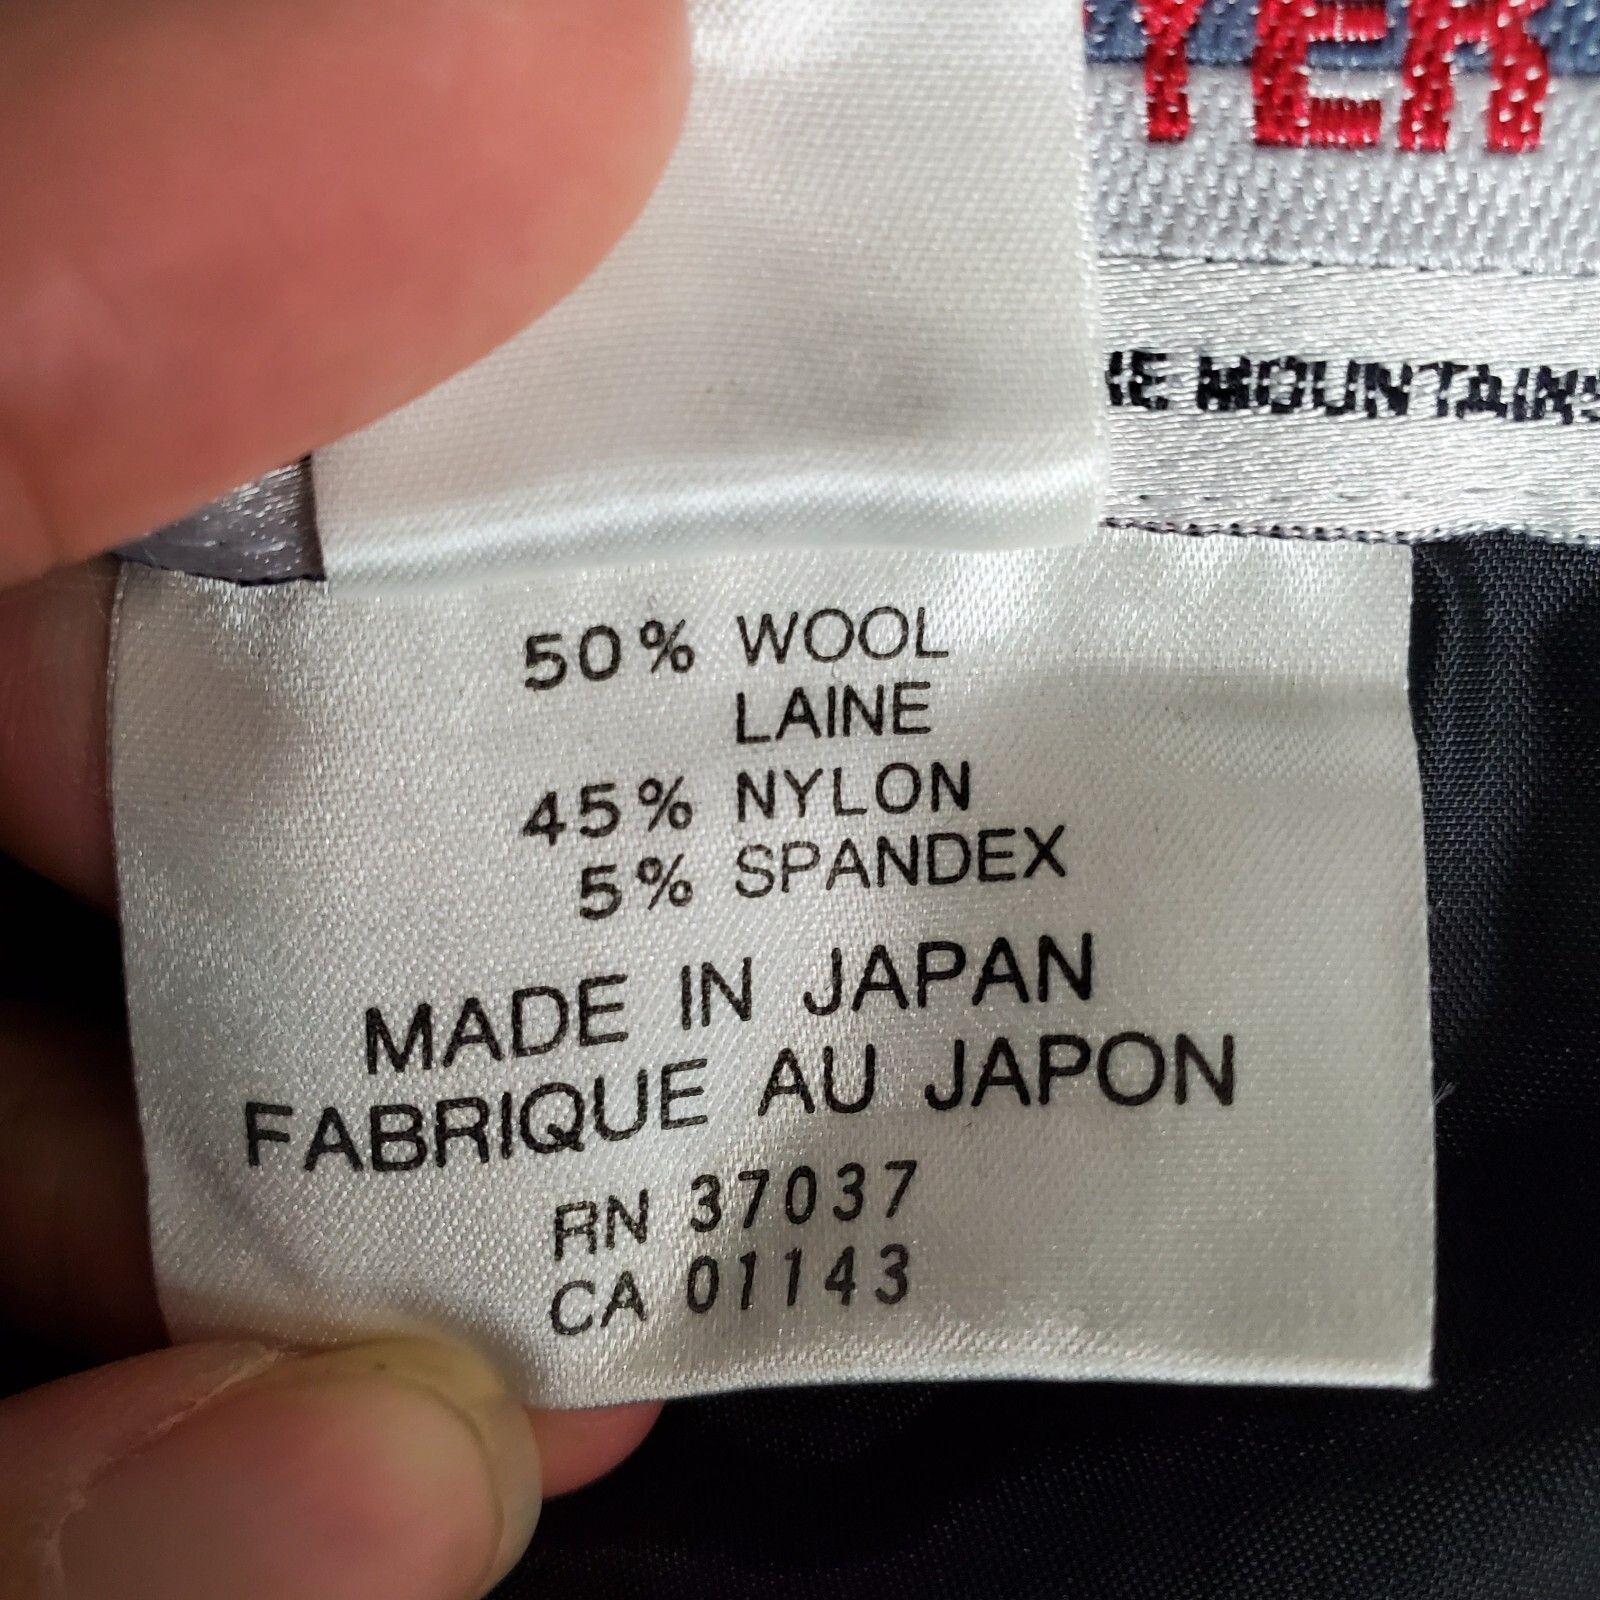 YER
MOUNTAINS
50% WOOL
LAINE
45% NYLON
5% SPANDEX
MADE IN JAPAN
FABRIQUE AU JAPON
RN 37037
CA 01143